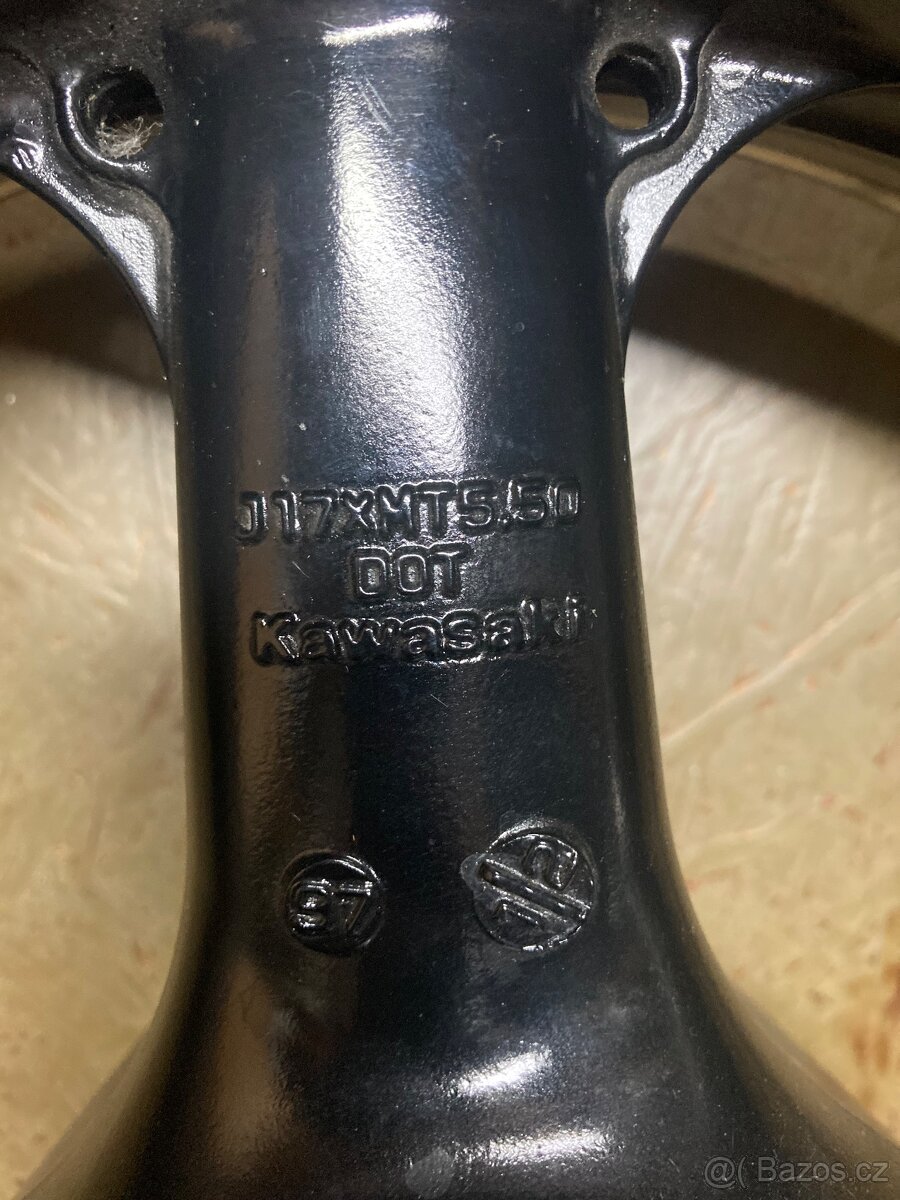 J17XMT5.50
DOT
Kawasaki
97
@( Bazos.cz